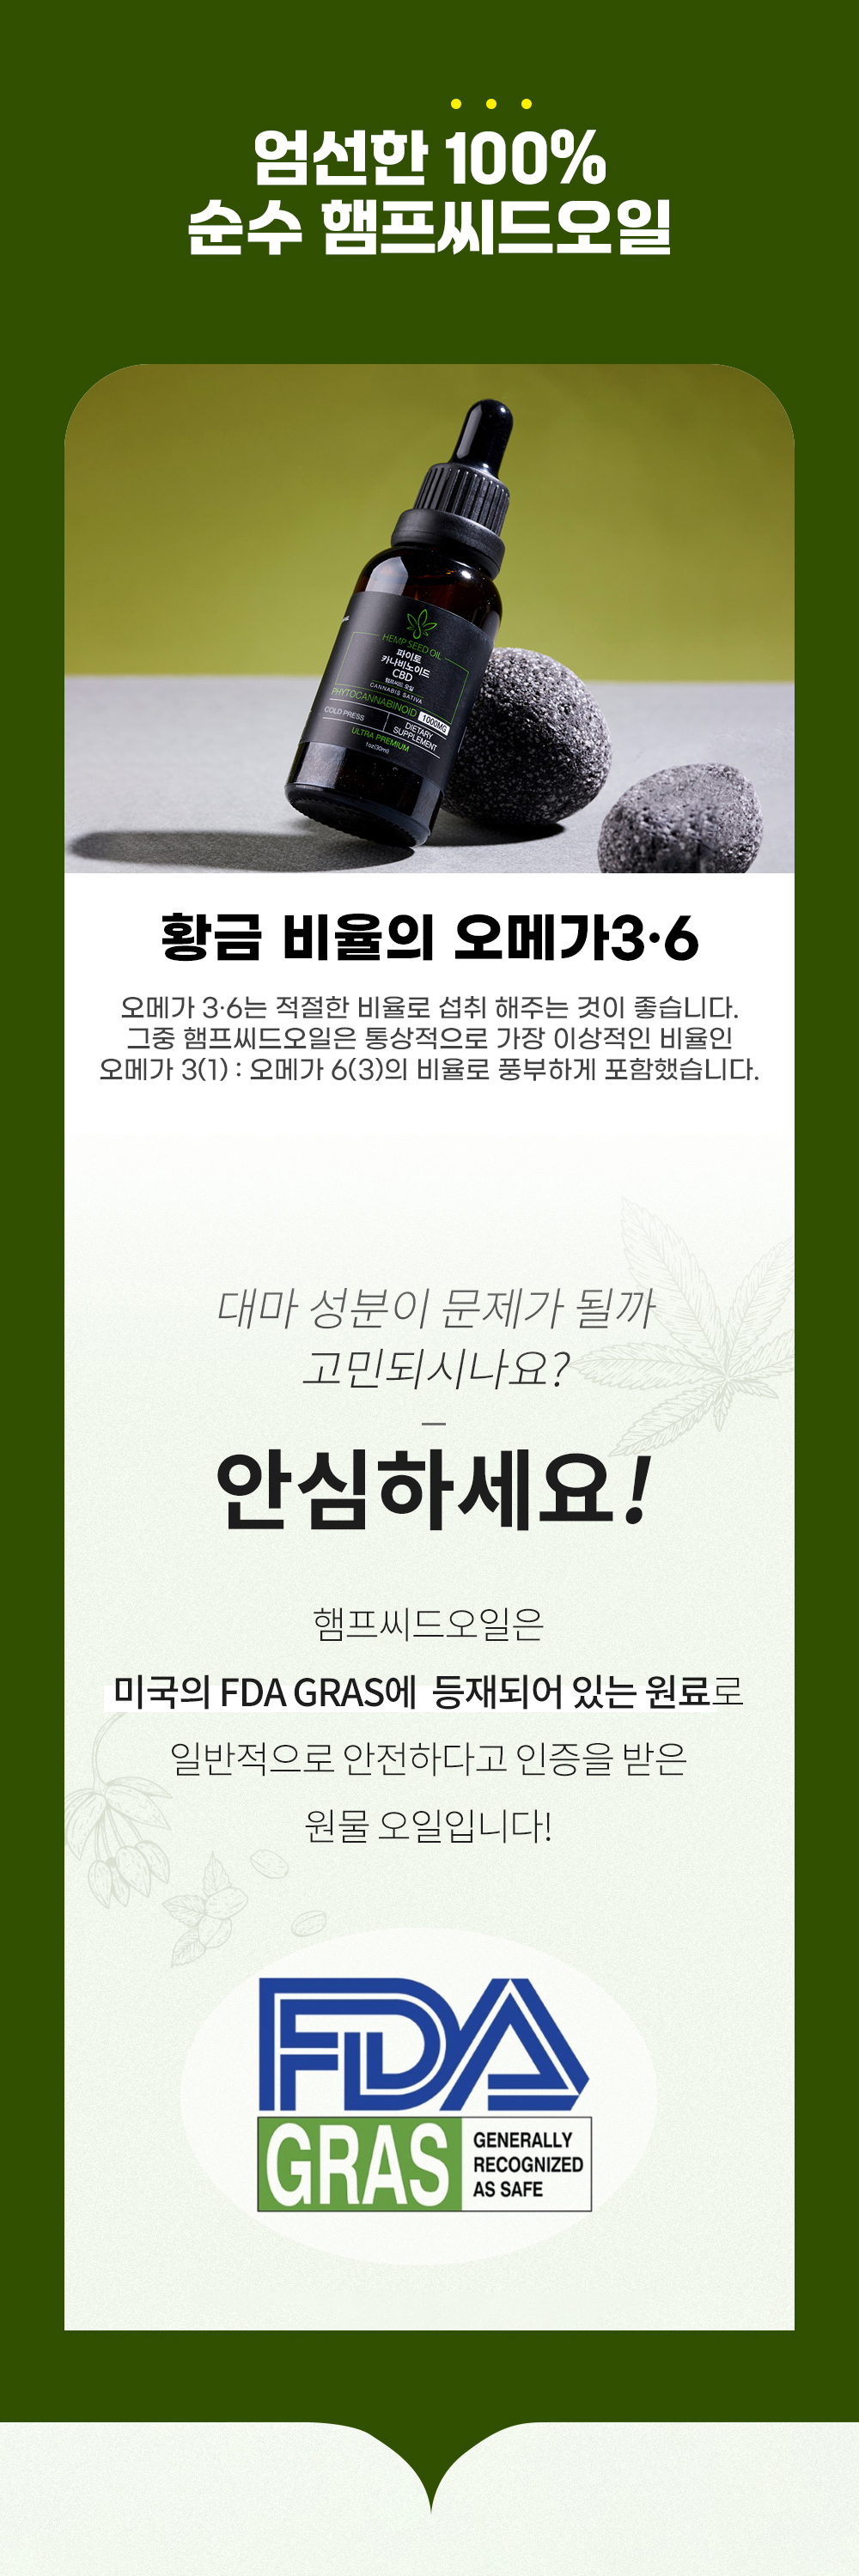 엄선한 100%
순수 햄프씨드오일
HEMP SEED OIL
파이토
카나비노이드
CBD
햄프씨드 오일
CANNABIS SATIVA
PHYTOCANNABINOID 1000MG
COLD PRESS
DIETARY
SUPPLEMENT
ULTRA PREMIUM
1oz(30ml)
황금 비율의 오메가3·6
오메가 3·6는 적절한 비율로 섭취 해주는 것이 좋습니다.
그중 햄프씨드오일은 통상적으로 가장 이상적인 비율인
오메가 3(1) : 오메가 6(3)의 비율로 풍부하게 포함했습니다.
대마 성분이 문제가 될까
고민되시나요?
안심하세요!
햄프씨드오일은
미국의 FDA GRAS에 등재되어 있는 원료로
일반적으로 안전하다고 인증을 받은
원물 오일입니다!
FDA
GRAS
GENERALLY
RECOGNIZED
AS SAFE